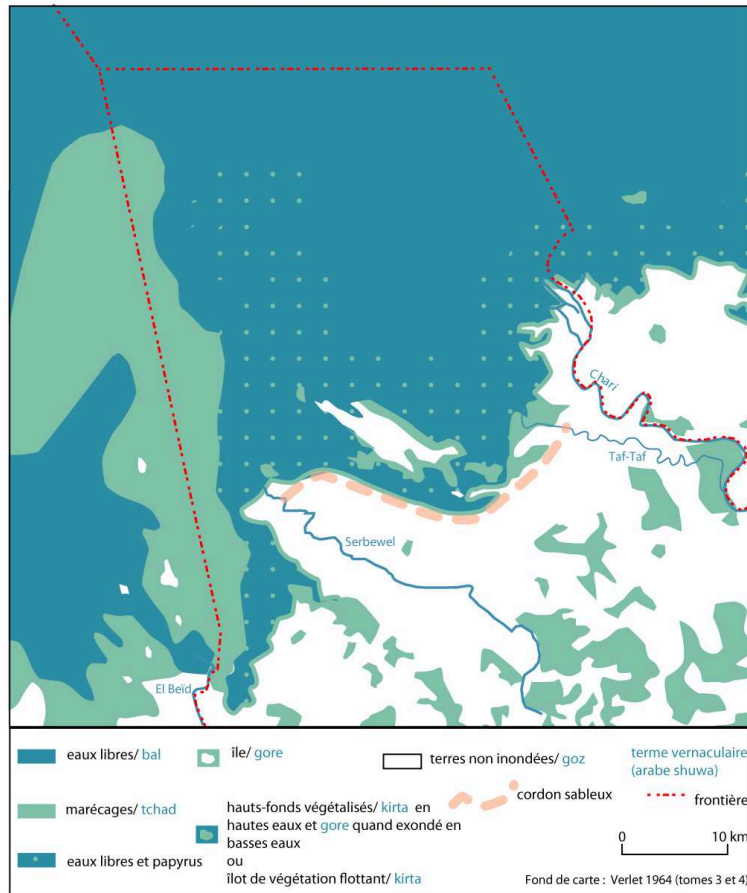 Chari
Taf-Taf
Serbewel
El Beïd
eaux libres/ bal
île/ gore
terres non inondées/ goz
terme vernaculaire
(arabe shuwa)
cordon sableux
frontière
marécages/ tchad
hauts-fonds végétalisés/ kirta en
hautes eaux et gore quand exondé en
basses eaux
ou
îlot de végétation flottant/ kirta
eaux libres et papyrus
0 10 km
Fond de carte : Verlet 1964 (tomes 3 et 4)